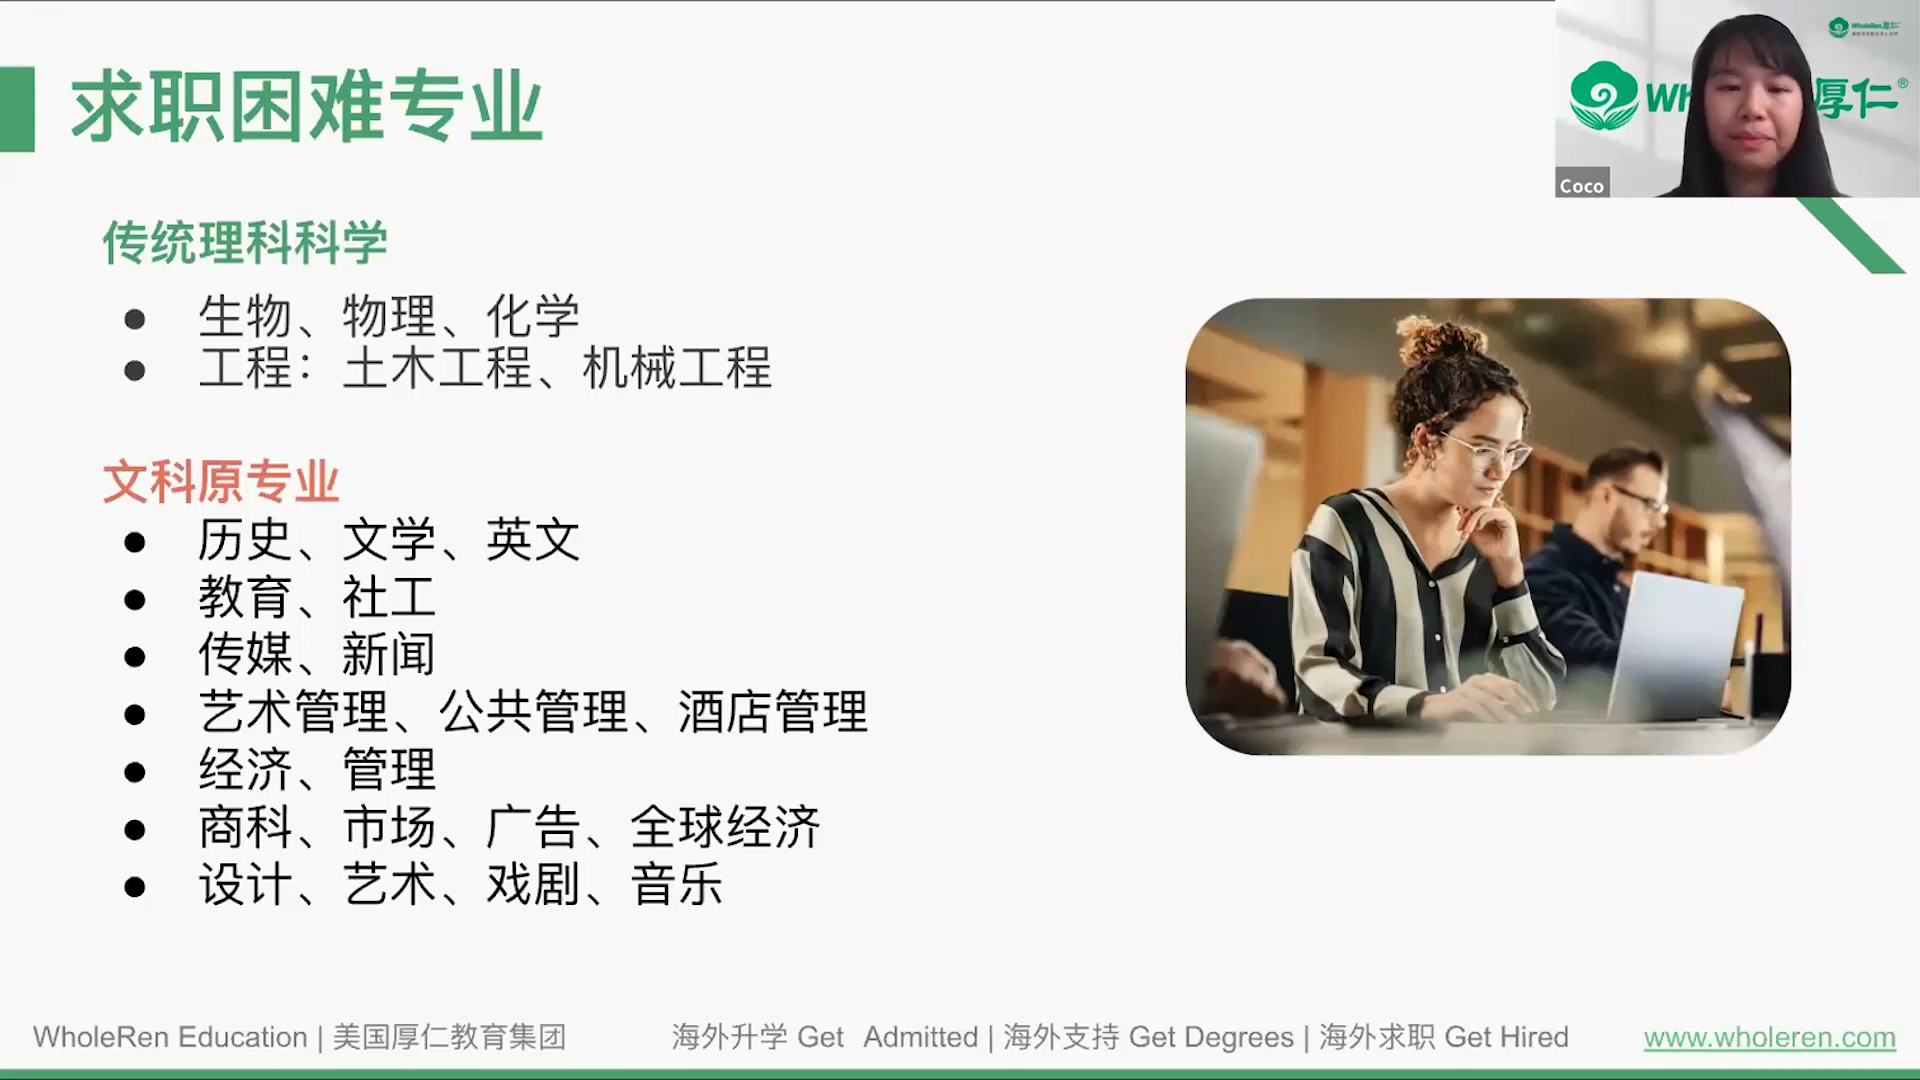 求职困难专业
Coco
厚仁®
传统理科科学
● 生物、物理、化学
● 工程：土木工程、机械工程
文科原专业
● 历史、文学、英文
● 教育、社工
● 传媒、新闻
● 艺术管理、公共管理、酒店管理
● 经济、管理
● 商科、市场、广告、全球经济
● 设计、艺术、戏剧、音乐
WholeRen Education | 美国厚仁教育集团
海外升学 Get Admitted | 海外支持 Get Degrees | 海外求职 Get Hired
www.wholeren.com